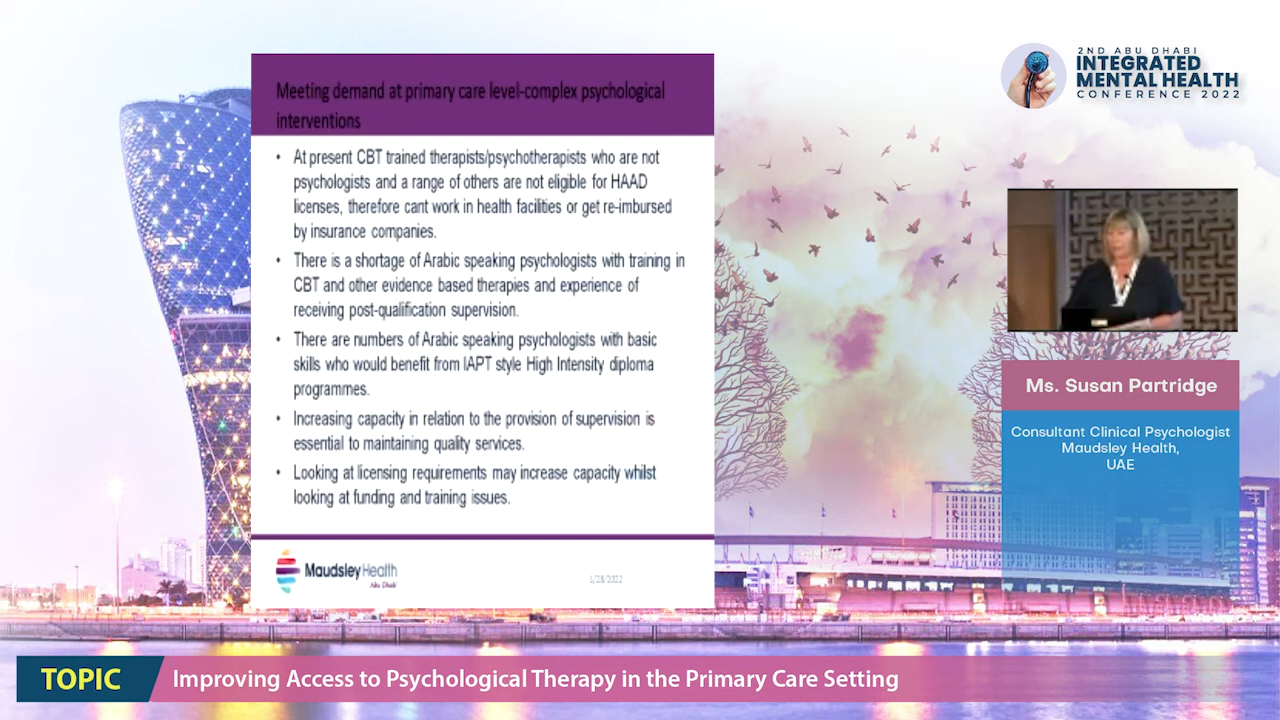 2ND ABU DHABI
INTEGRATED
MENTAL HEALTH
CONFERENCE 2022
Meeting demand at primary care level-complex psychological
interventions
• At present CBT trained therapists/psychotherapists who are not
psychologists and a range of others are not eligible for HAAD
licenses, therefore cant work in health facilities or get re-imbursed
by insurance companies.
• There is a shortage of Arabic speaking psychologists with training in
CBT and other evidence based therapies and experience of
receiving post-qualification supervision.
• There are numbers of Arabic speaking psychologists with basic
skills who would benefit from IAPT style High Intensity diploma
programmes.
• Increasing capacity in relation to the provision of supervision is
essential to maintaining quality services.
• Looking at licensing requirements may increase capacity whilst
looking at funding and training issues.
Maudsley Health
Abu Dhabi
1/28/2022
Ms. Susan Partridge
Consultant Clinical Psychologist
Maudsley Health,
UAE
TOPIC Improving Access to Psychological Therapy in the Primary Care Setting